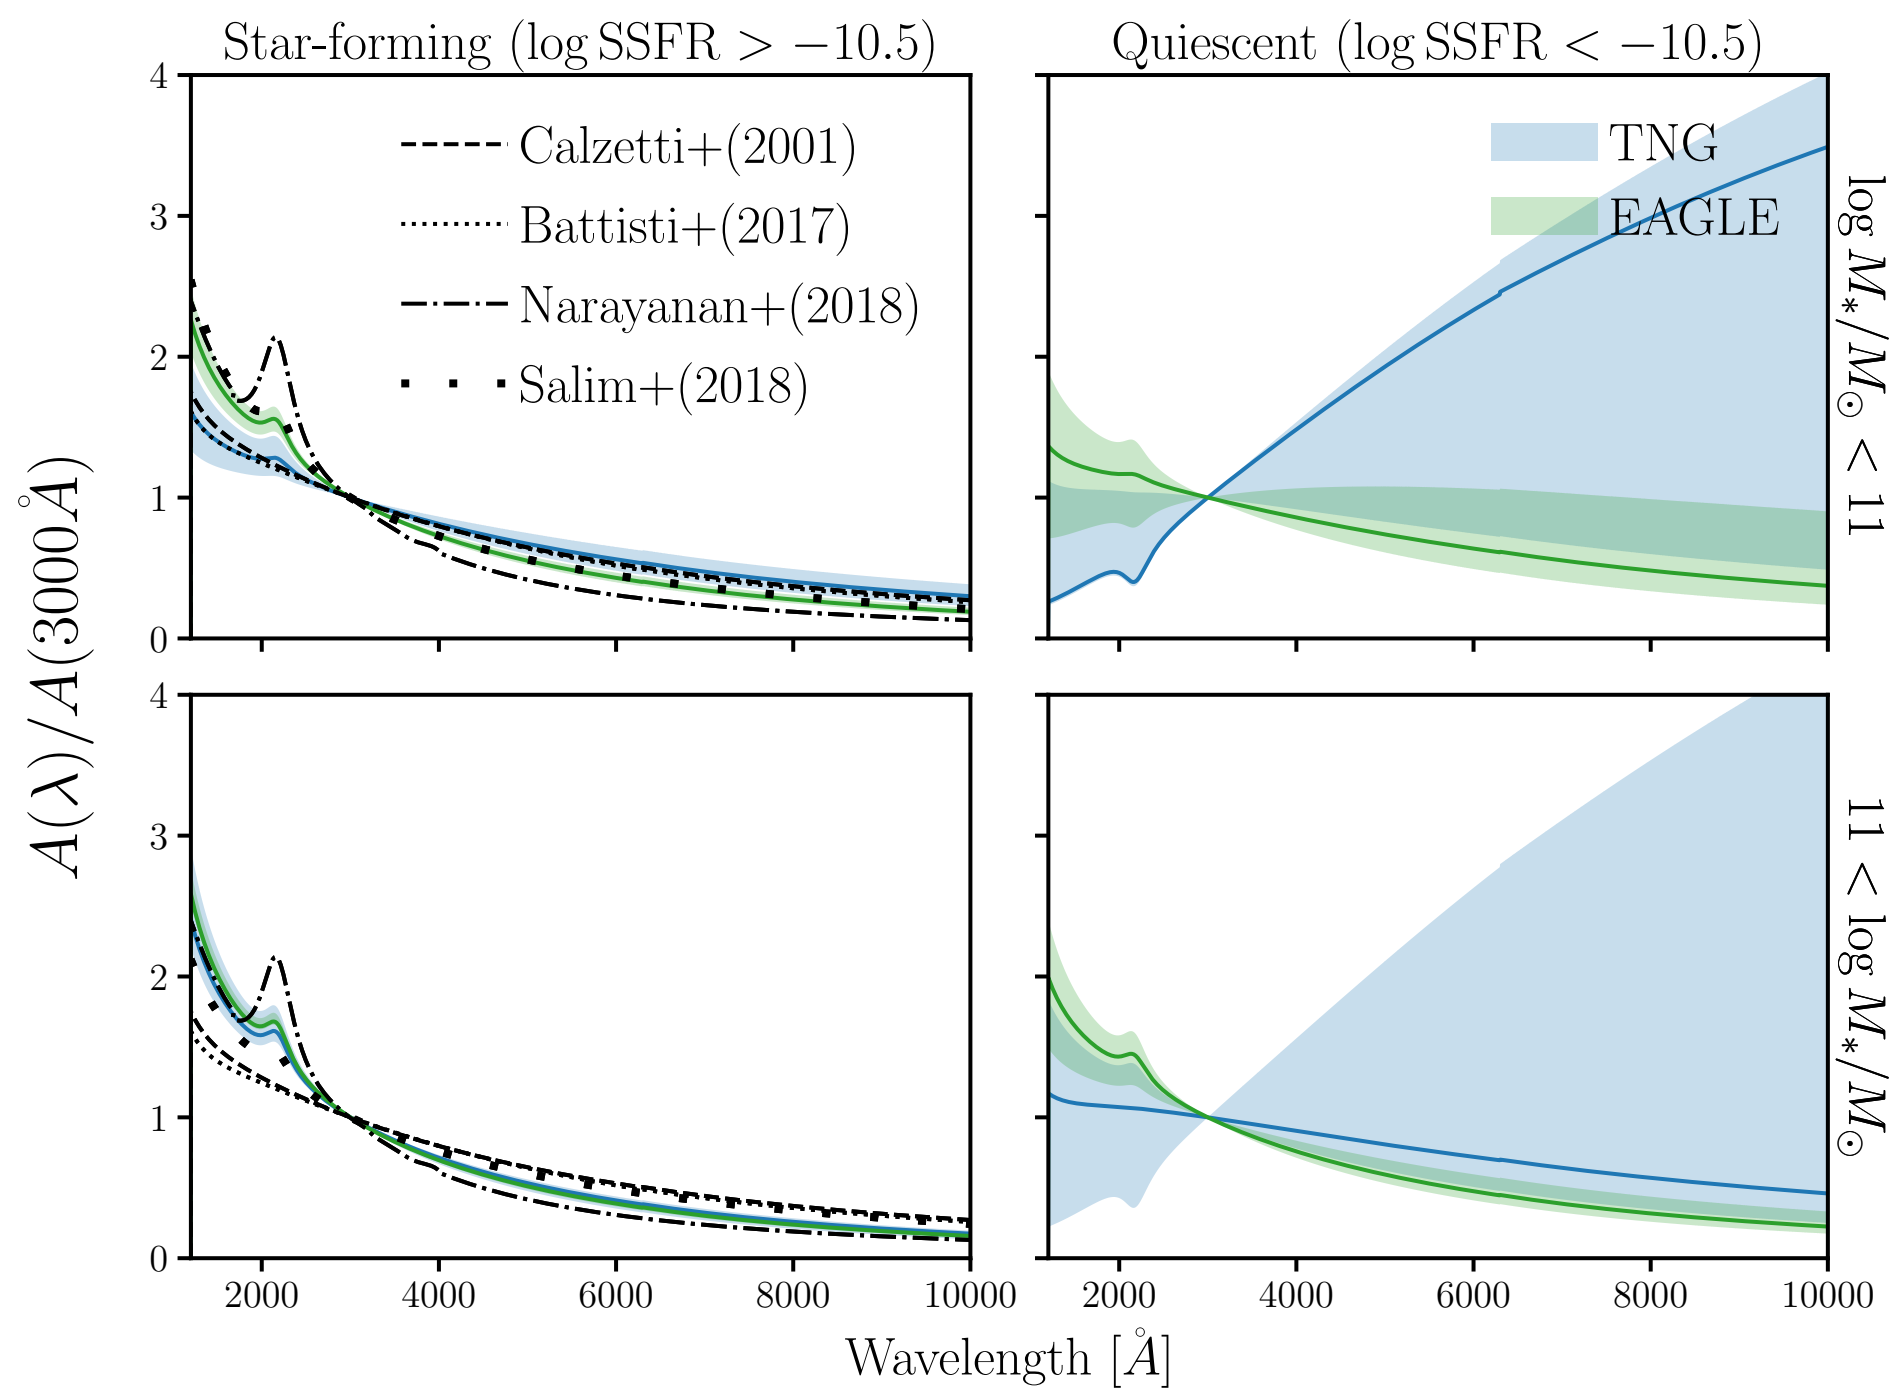 Star-forming (log SSFR > −10.5)
Quiescent (log SSFR < −10.5)
4
3
2
1
0
Calzetti+(2001)
Battisti+(2017)
Narayanan+(2018)
Salim+(2018)
TNG
EAGLE
log M*/M⊙ < 11
A(λ)/A(3000Å)
4
3
2
1
0
11 < log M*/M⊙
2000
4000
6000
8000
10000
2000
4000
6000
8000
10000
Wavelength [Å]